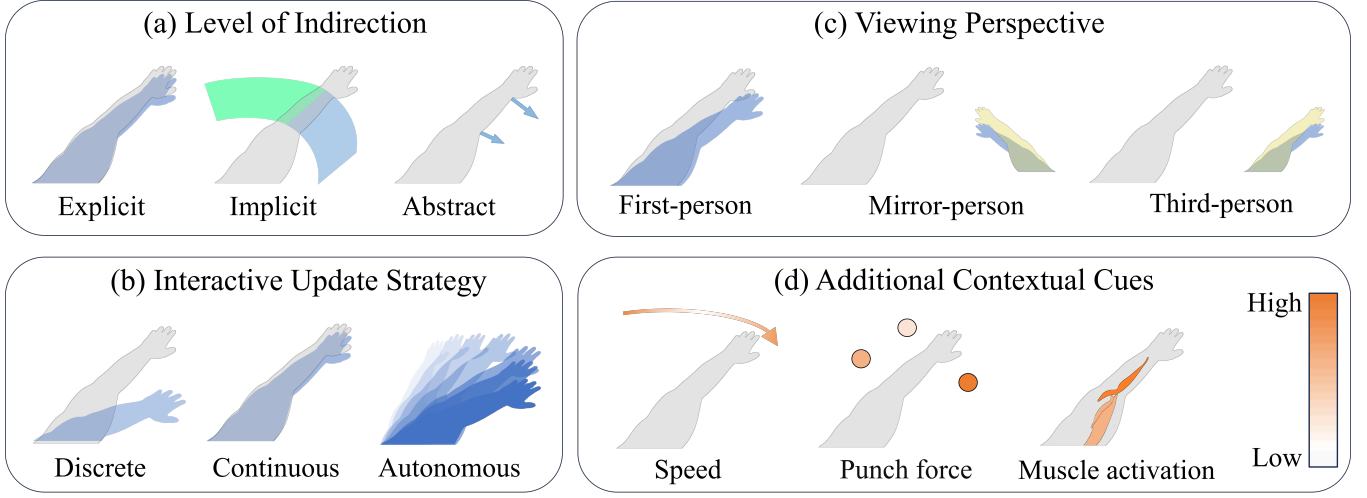 (a) Level of Indirection
Explicit
Implicit
Abstract
(c) Viewing Perspective
First-person
Mirror-person
Third-person
(b) Interactive Update Strategy
Discrete
Continuous
Autonomous
(d) Additional Contextual Cues
High
Low
Speed
Punch force
Muscle activation